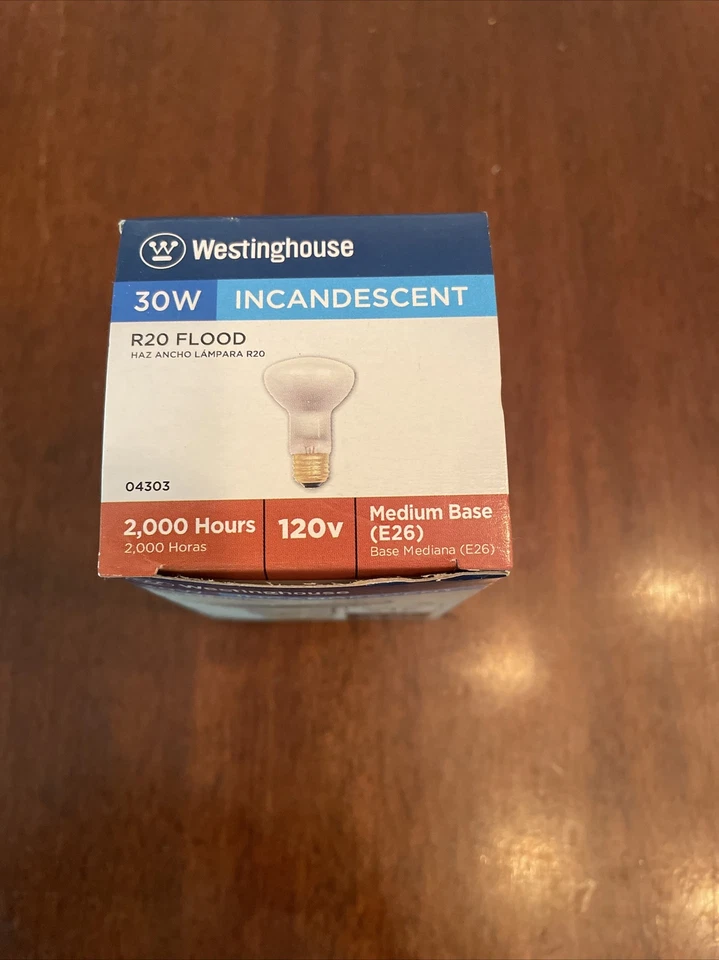 W Westinghouse
30W INCANDESCENT
R20 FLOOD
HAZ ANCHO LÁMPARA R20
04303
2,000 Hours
2,000 Horas
120v
Medium Base
(E26)
Base Mediana (E26)
Westinghouse